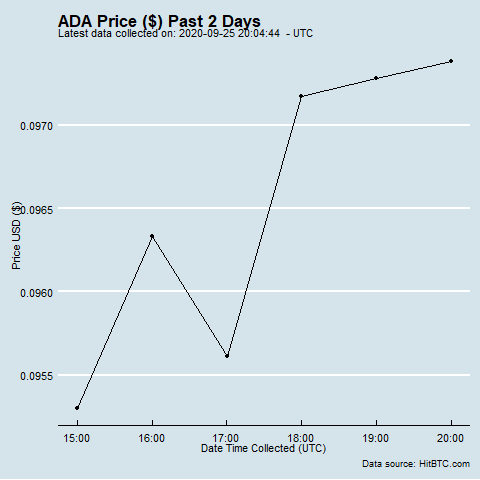 ADA Price ($) Past 2 Days
Latest data collected on: 2020-09-25 20:04:44 - UTC
0.0970
0.0965
0.0960
0.0955
Price USD ($)
15:00 16:00 17:00 18:00 19:00 20:00
Date Time Collected (UTC)
Data source: HitBTC.com